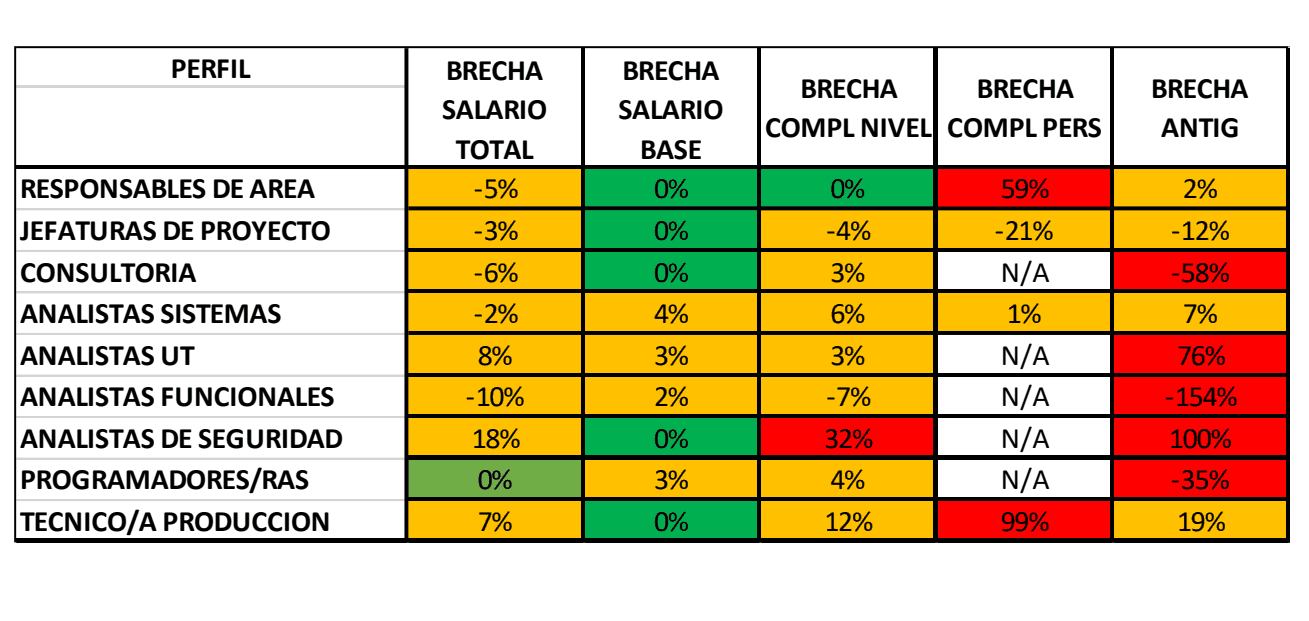 PERFIL BRECHA SALARIO TOTAL BRECHA SALARIO BASE BRECHA COMPL NIVEL BRECHA COMPL PERS BRECHA ANTIG
RESPONSABLES DE AREA -5% 0% 0% 59% 2%
JEFATURAS DE PROYECTO -3% 0% -4% -21% -12%
CONSULTORIA -6% 0% 3% N/A -58%
ANALISTAS SISTEMAS -2% 4% 6% 1% 7%
ANALISTAS UT 8% 3% 3% N/A 76%
ANALISTAS FUNCIONALES -10% 2% -7% N/A -154%
ANALISTAS DE SEGURIDAD 18% 0% 32% N/A 100%
PROGRAMADORES/RAS 0% 3% 4% N/A -35%
TECNICO/A PRODUCCION 7% 0% 12% 99% 19%